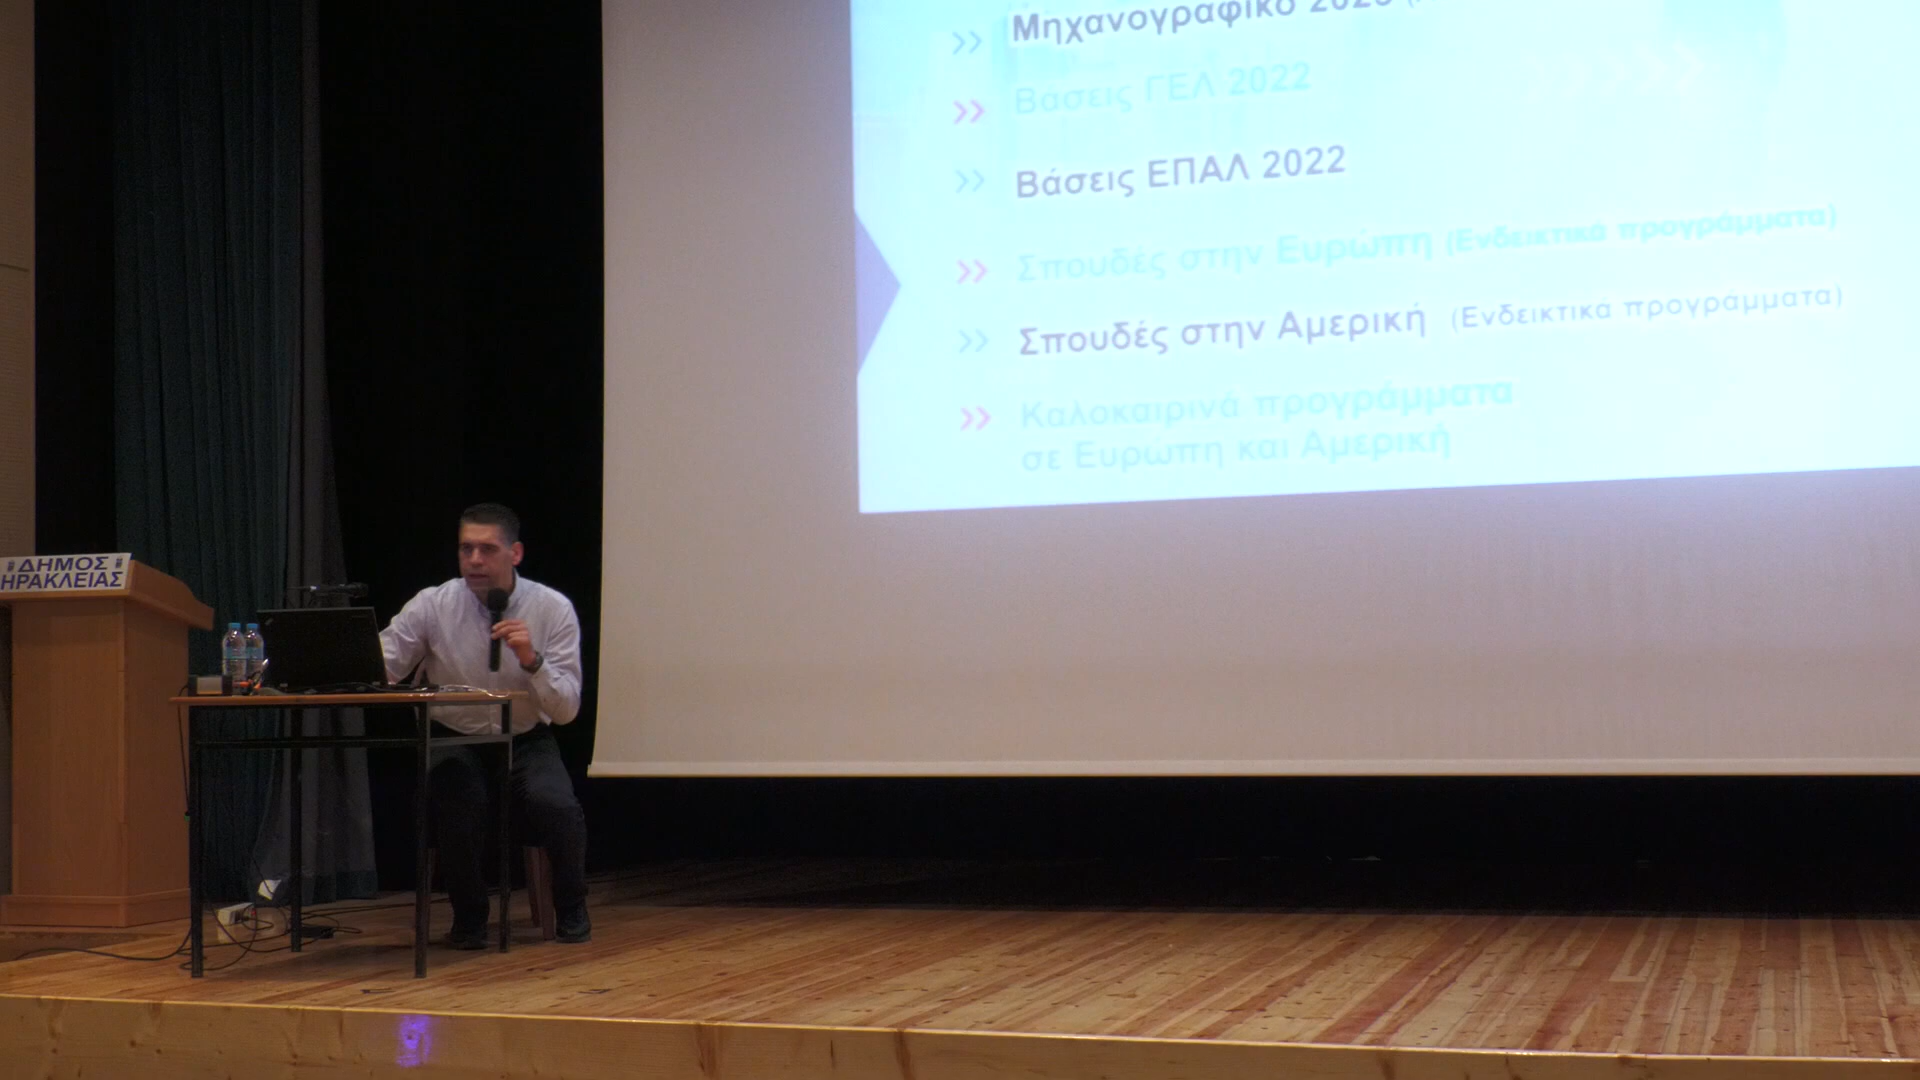 Μηχανογραφικό
Βάσεις ΓΕΛ 2022
Βάσεις ΕΠΑΛ 2022
Σπουδές στην Ευρώπη (Ενδεικτικά προγράμματα)
Σπουδές στην Αμερική (Ενδεικτικά προγράμματα)
Καλοκαιρινά προγράμματα
σε Ευρώπη και Αμερική
ΔΗΜΟΣ
ΗΡΑΚΛΕΙΑΣ